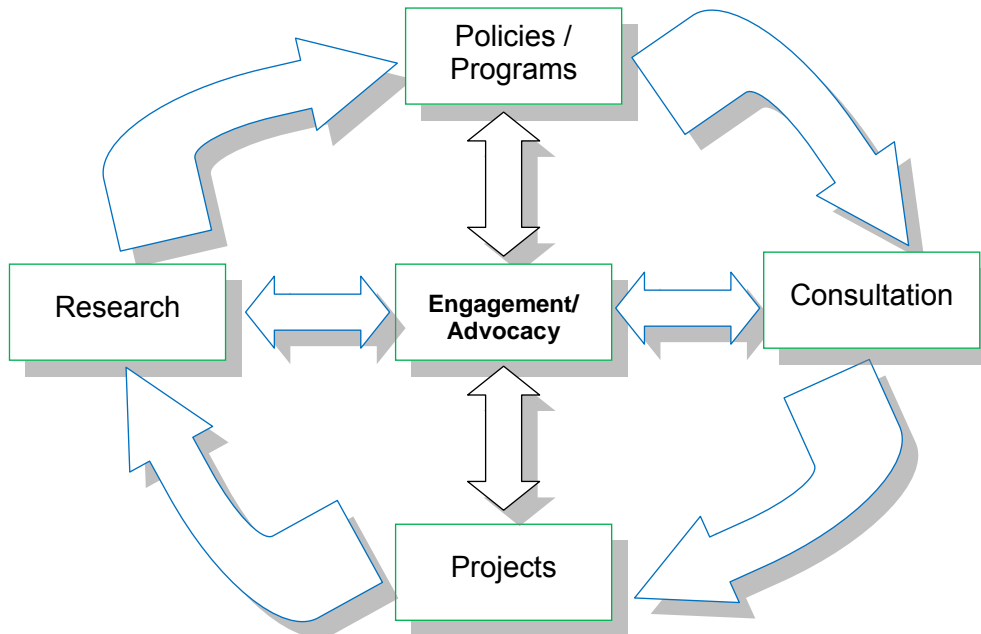 Policies /
Programs
Research
Engagement/
Advocacy
Consultation
Projects